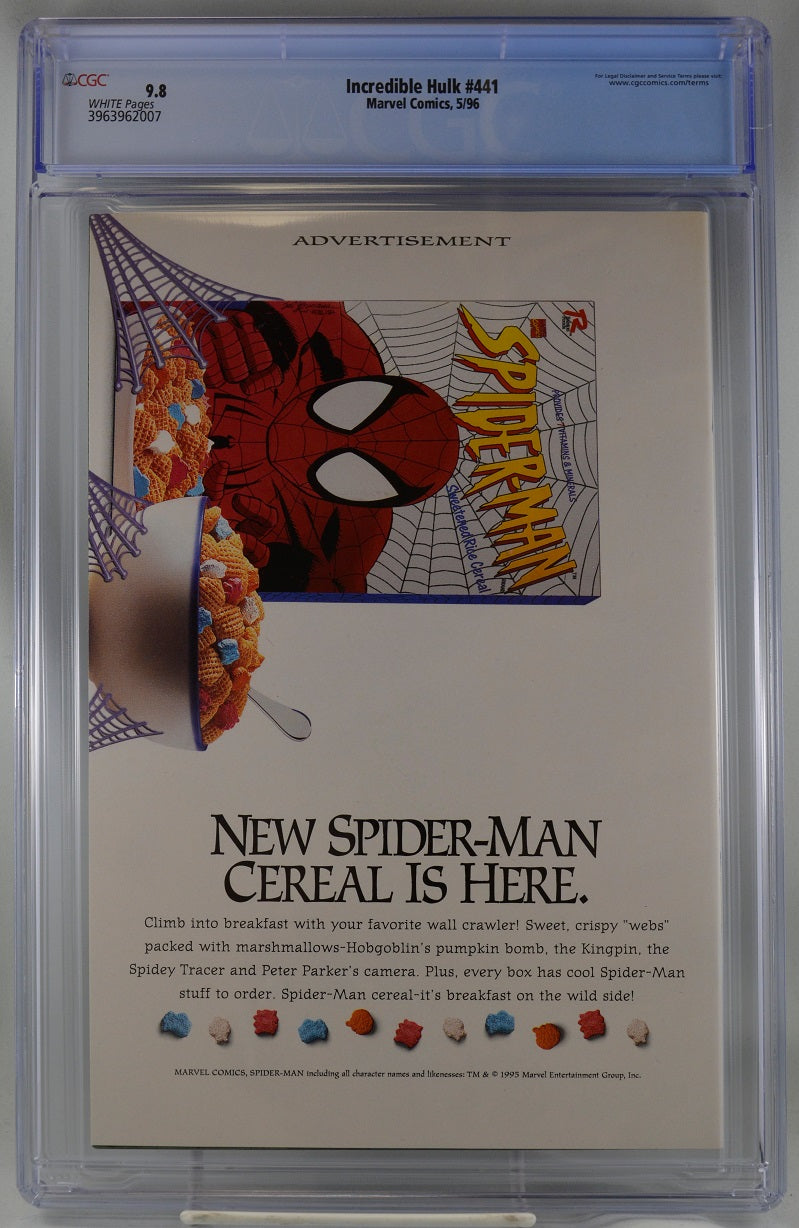 CGC
9.8
WHITE Pages
3963962007
Incredible Hulk #441
Marvel Comics, 5/96
For Legal Disclaimer and Service Terms please visit:
www.cgccomics.com/terms
CGC
ADVERTISEMENT
SPIDER-MAN
PROVIDES 7 VITAMINS & MINERALS
Sweetened Rice Cereal
NEW SPIDER-MAN
CEREAL IS HERE.
Climb into breakfast with your favorite wall crawler! Sweet, crispy "webs"
packed with marshmallows-Hobgoblin's pumpkin bomb, the Kingpin, the
Spidey Tracer and Peter Parker's camera. Plus, every box has cool Spider-Man
stuff to order. Spider-Man cereal-it's breakfast on the wild side!
MARVEL COMICS, SPIDER-MAN including all character names and likenesses: TM & © 1995 Marvel Entertainment Group, Inc.